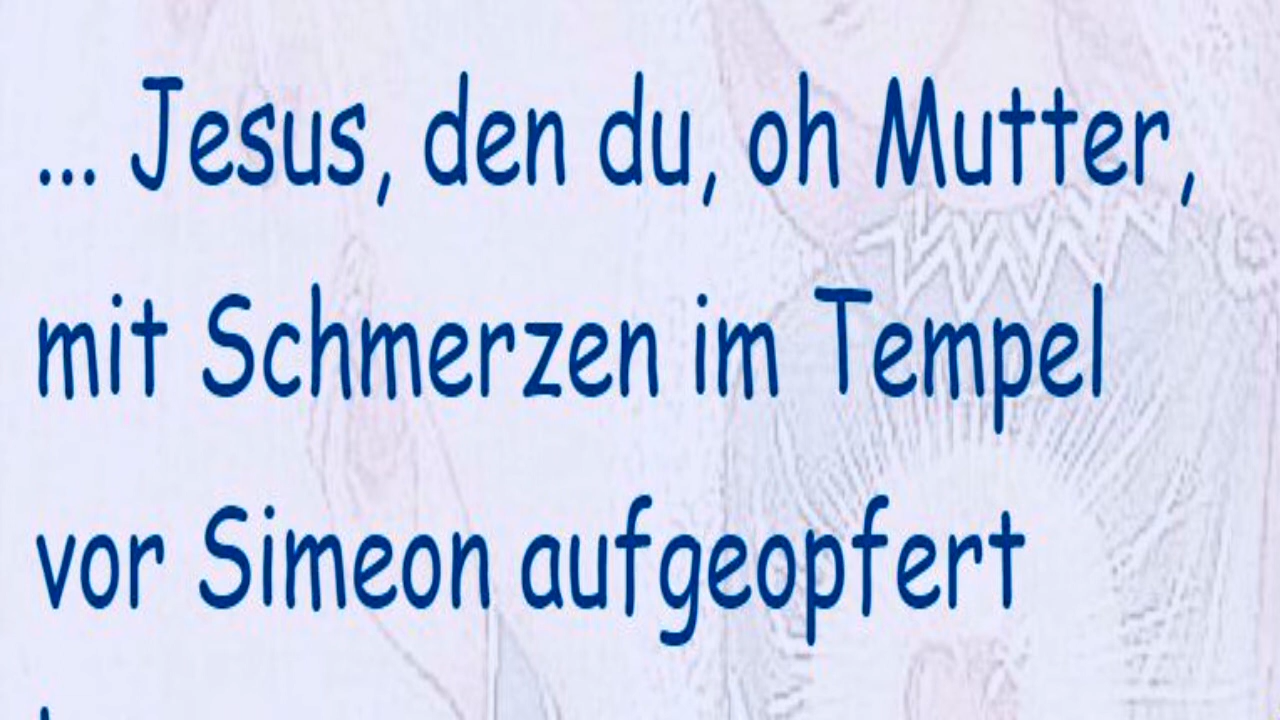 ... Jesus, den du, oh Mutter,
mit Schmerzen im Tempel
vor Simeon aufgeopfert